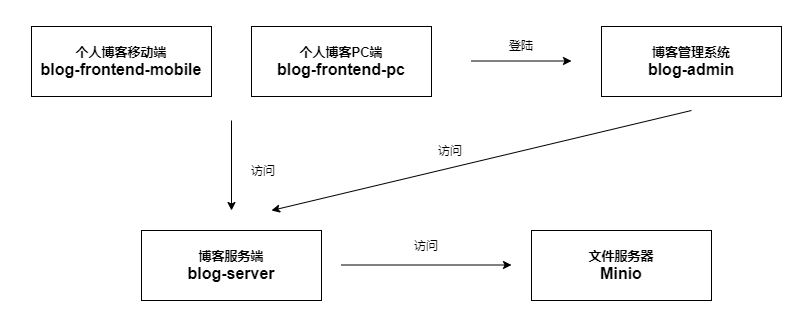 个人博客移动端
blog-frontend-mobile
个人博客PC端
blog-frontend-pc
登陆
博客管理系统
blog-admin
访问
访问
博客服务端
blog-server
访问
文件服务器
Minio